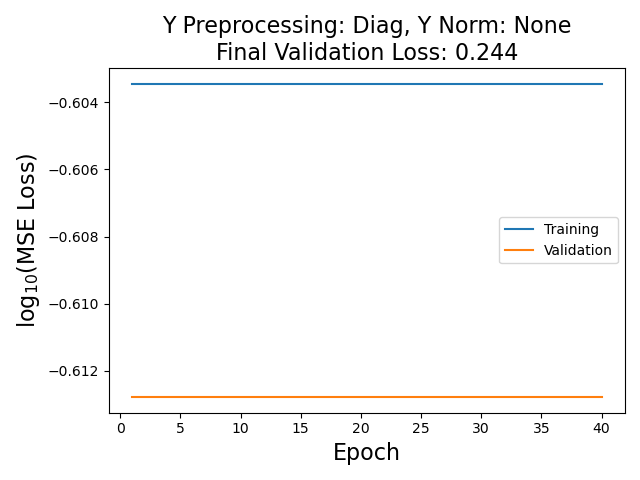 Y Preprocessing: Diag, Y Norm: None
Final Validation Loss: 0.244
−0.604
−0.606
−0.608
−0.610
−0.612
log₁₀(MSE Loss)
Training
Validation
0 5 10 15 20 25 30 35 40
Epoch